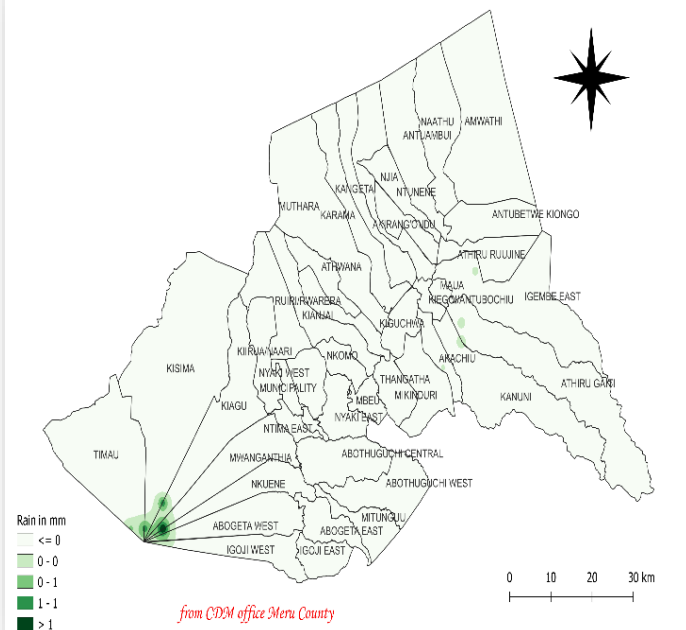 NAATHU
AMWATHI
ANTUAMBUI
NJIA
KANGETA
NTUNENE
MUTHARA
KARAMA
ANTUBETWE KIONGO
AKIRANG'ONDU
ATHIRU RUUJINE
ATHWANA
MAUA
IGEMBE EAST
RUIRI/RWARERA
KIEGOI/ANTUBOCHIU
KIANJAI
KIGUCHWA
KIIRUA/NAARI
NKOMO
AKACHIU
KISIMA
NYAKI WEST
THANGATHA
ATHIRU GAITI
MUNICIPALITY
MIKINDURI
KANUNI
MBEU
KIAGU
NYAKI EAST
NTIMA EAST
TIMAU
MWANGANTHIA
ABOTHUGUCHI CENTRAL
NKUENE
ABOTHUGUCHI WEST
MITUNGUU
ABOGETA WEST
ABOGETA EAST
IGOJI WEST
IGOJI EAST
Rain in mm
<= 0
0 - 0
0 - 1
1 - 1
> 1
0 10 20 30 km
from CDM office Meru County